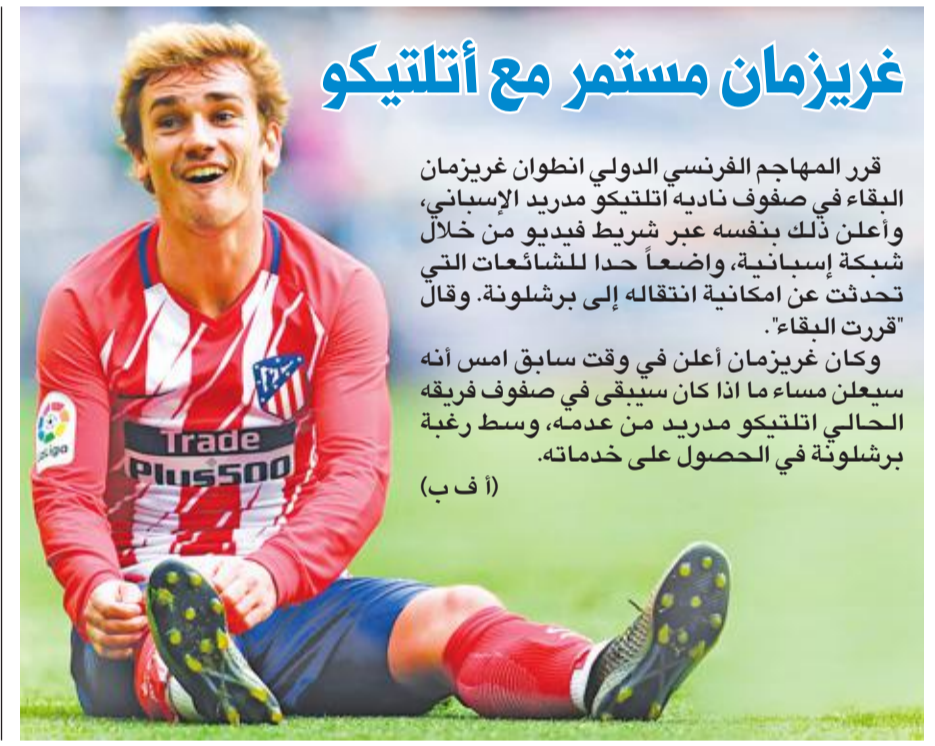 غريزمان مستمر مع أتلتيكو
قرر المهاجم الفرنسي الدولي انطوان غريزمان
البقاء في صفوف ناديه اتلتيكو مدريد الإسباني،
وأعلن ذلك بنفسه عبر شريط فيديو من خلال
شبكة إسبانية، واضعاً حدا للشائعات التي
تحدثت عن امكانية انتقاله إلى برشلونة. وقال
"قررت البقاء".
وكان غريزمان أعلن في وقت سابق امس أنه
سيعلن مساء ما اذا كان سيبقى في صفوف فريقه
الحالي اتلتيكو مدريد من عدمه، وسط رغبة
برشلونة في الحصول على خدماته.
(أ ف ب)
Trade
Plus500
LaLiga